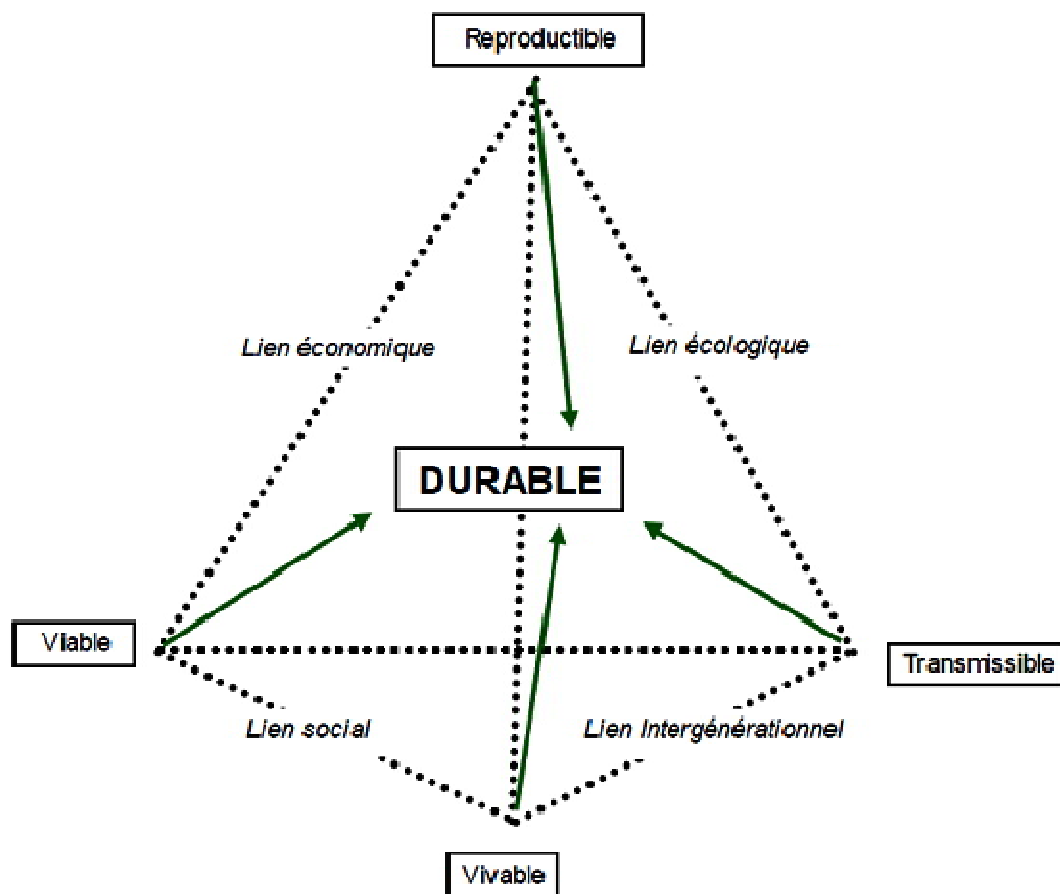 Reproductible
Lien économique
Lien écologique
DURABLE
Viable
Transmissible
Lien social
Lien Intergénérationnel
Vivable